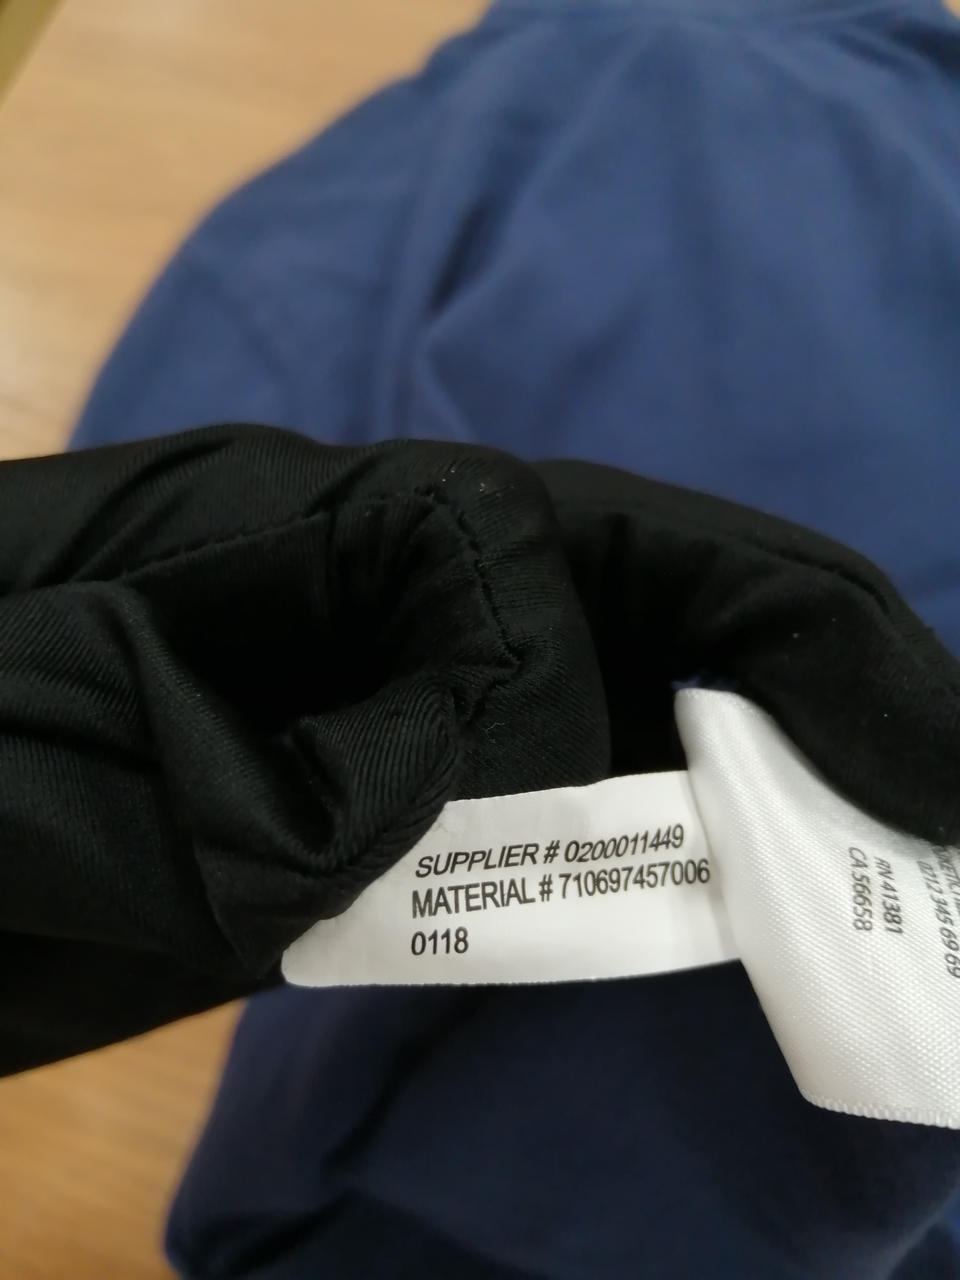 SUPPLIER # 0200011449
MATERIAL # 710697457006
0118
RN 41381
CA 56658